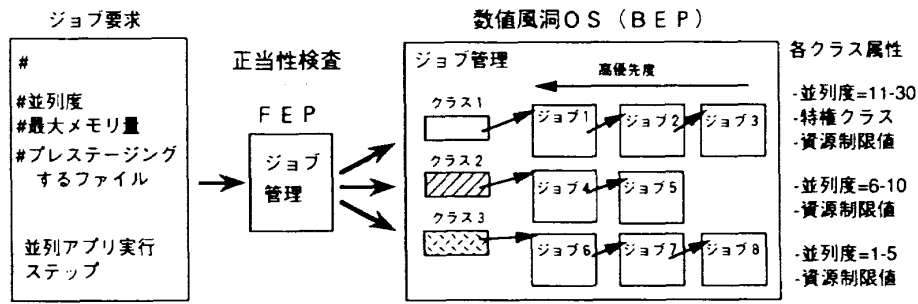 ジョブ要求
#
#並列度
#最大メモリ量
#プレステージング
するファイル
並列アプリ実行
ステップ
正当性検査
FEP
ジョブ
管理
数値風洞OS(BEP)
ジョブ管理
高優先度
クラス1
ジョブ1
ジョブ2
ジョブ3
クラス2
ジョブ4
ジョブ5
クラス3
ジョブ6
ジョブ7
ジョブ8
各クラス属性
-並列度=11-30
-特権クラス
-資源制限値
-並列度=6-10
-資源制限値
-並列度=1-5
-資源制限値